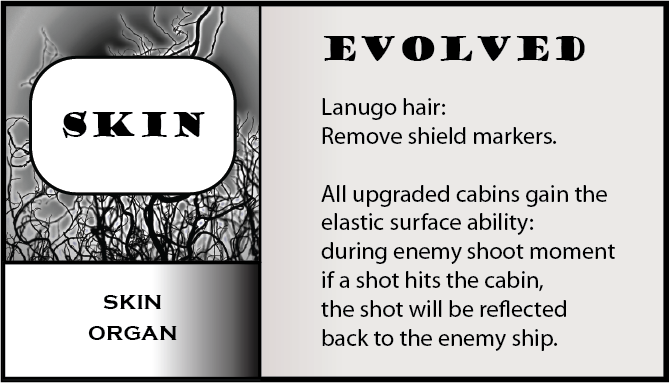 SKIN
SKIN
ORGAN
EVOLVED
Lanugo hair:
Remove shield markers.
All upgraded cabins gain the
elastic surface ability:
during enemy shoot moment
if a shot hits the cabin,
the shot will be reflected
back to the enemy ship.